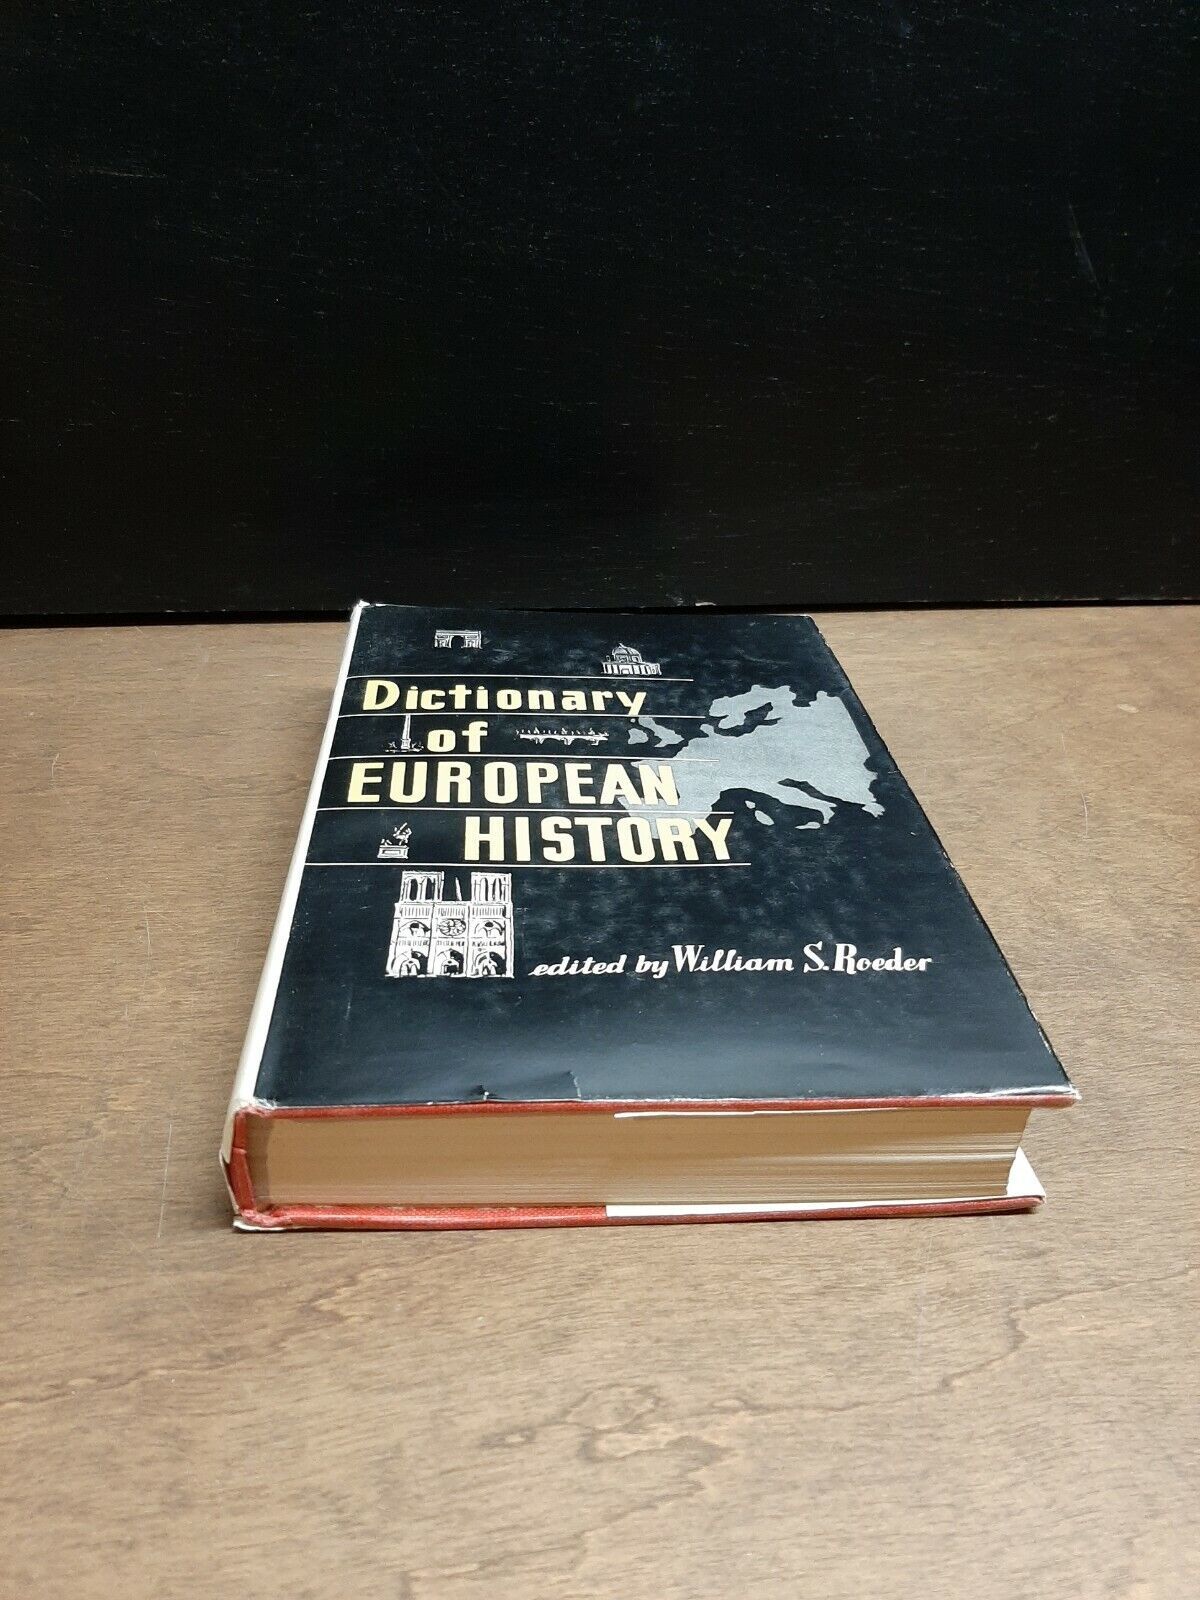 Dictionary
of
EUROPEAN
HISTORY
edited by William S. Roeder